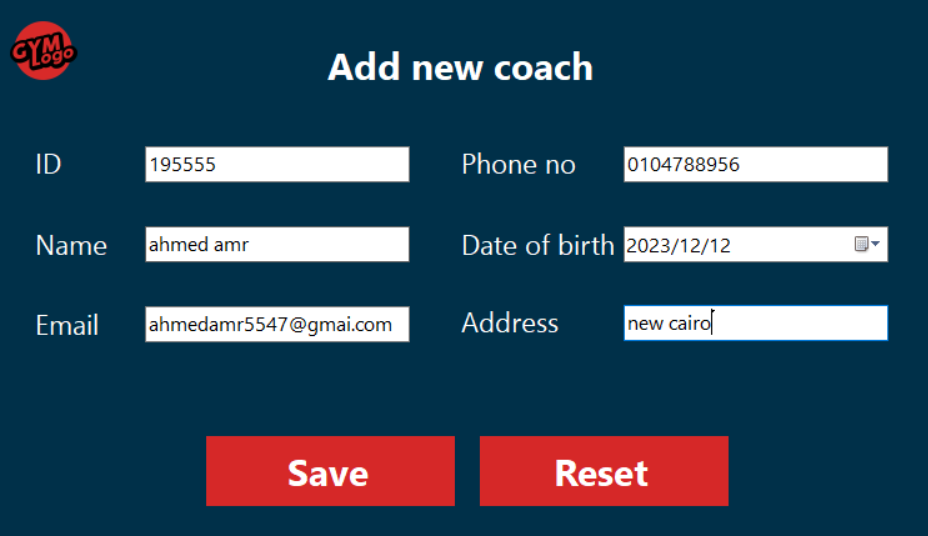 GYM
Logo
Add new coach
ID 195555 Phone no 0104788956
Name ahmed amr Date of birth 2023/12/12
Email ahmedamr5547@gmai.com Address new cairo
Save Reset